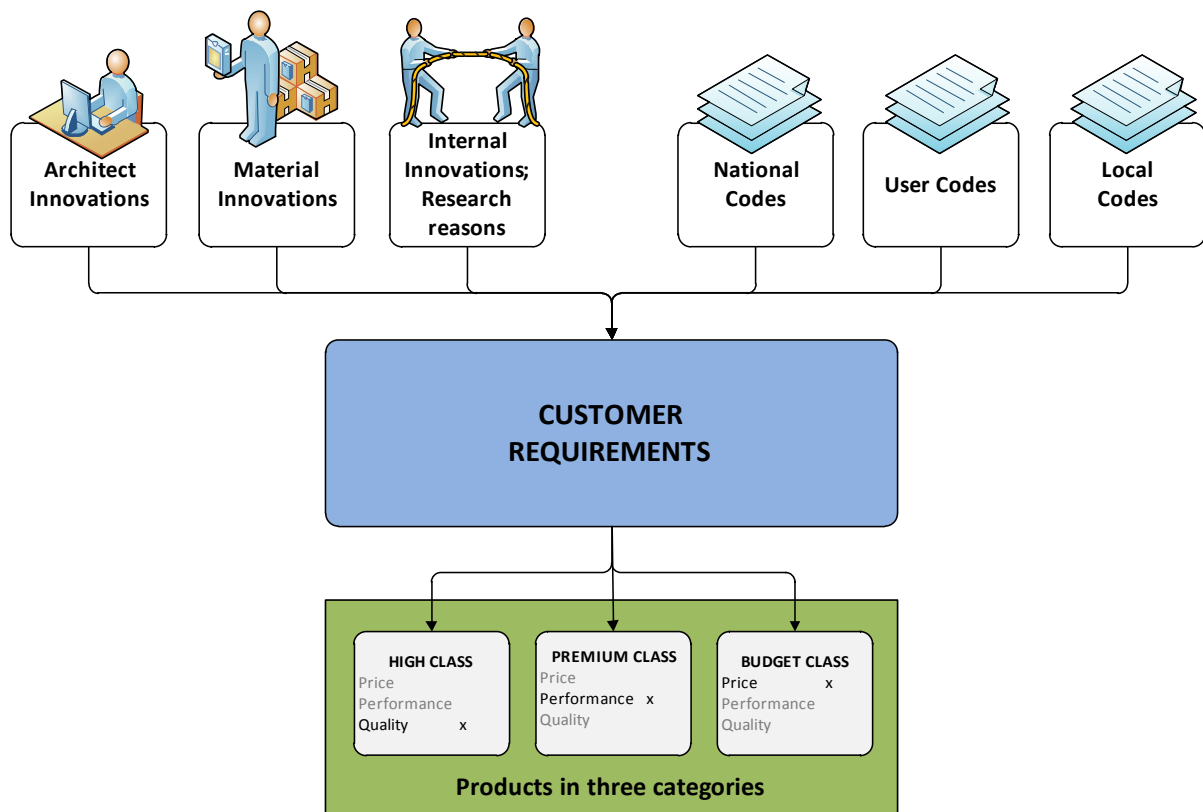 Architect
Innovations
Material
Innovations
Internal
Innovations;
Research
reasons
National
Codes
User Codes
Local
Codes
CUSTOMER
REQUIREMENTS
HIGH CLASS
Price
Performance
Quality x
PREMIUM CLASS
Price
Performance x
Quality
BUDGET CLASS
Price x
Performance
Quality
Products in three categories